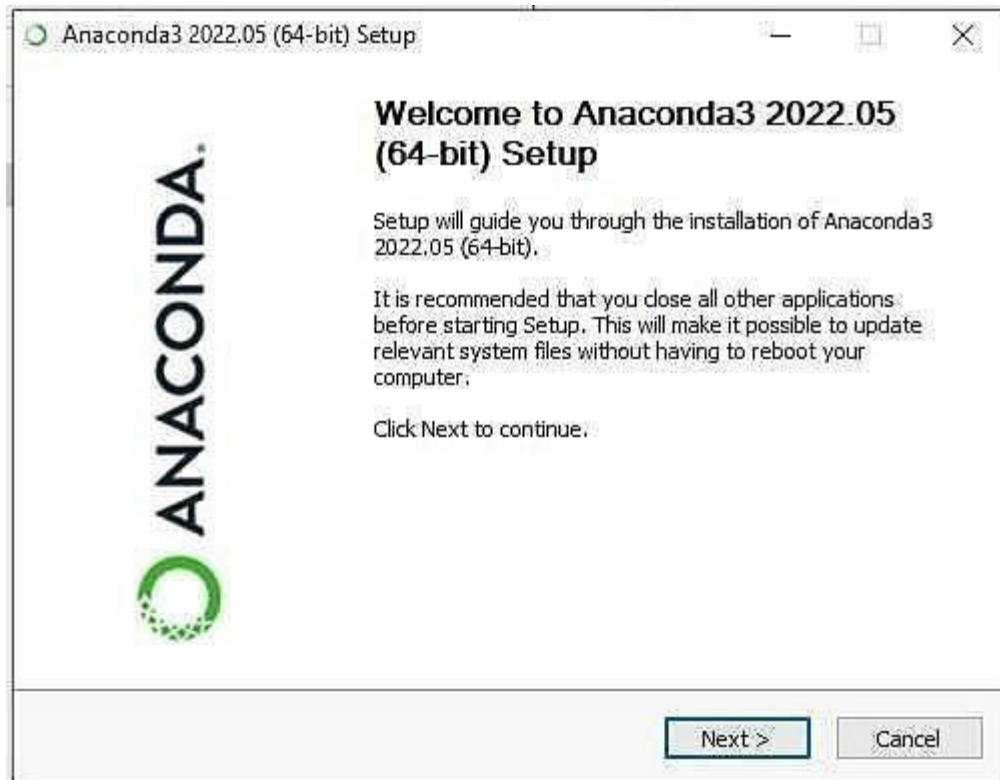 Anaconda3 2022.05 (64-bit) Setup
Welcome to Anaconda3 2022.05
(64-bit) Setup
Setup will guide you through the installation of Anaconda3
2022.05 (64-bit).
It is recommended that you close all other applications
before starting Setup. This will make it possible to update
relevant system files without having to reboot your
computer.
Click Next to continue.
ANACONDA.
Next >
Cancel